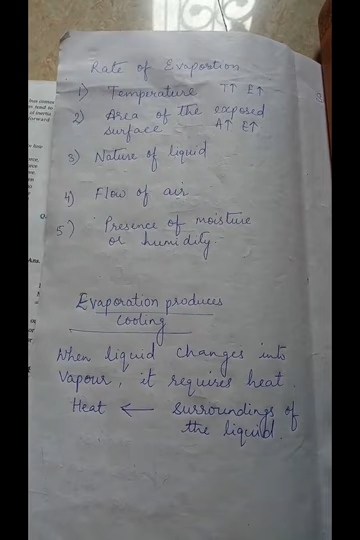 Rate of Evaportion
1) Temperature T↑ E↑
2) Area of the exposed
surface A↑ E↑
3) Nature of liquid
4) Flow of air
5) Presence of moisture
or humidity.
Evaporation produces
Cooling
When liquid changes into
Vapour, it requires heat.
Heat ← Surroundings of
the liquid.